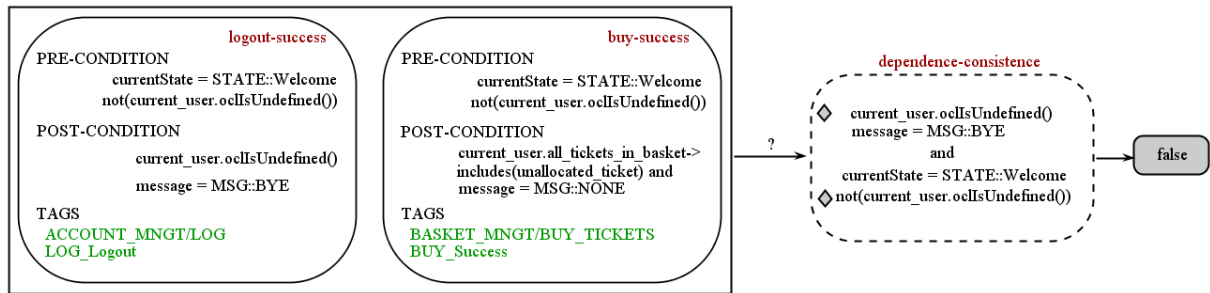 logout-success
PRE-CONDITION
currentState = STATE::Welcome
not(current_user.oclIsUndefined())
POST-CONDITION
current_user.oclIsUndefined()
message = MSG::BYE
TAGS
ACCOUNT_MNGT/LOG
LOG_Logout
buy-success
PRE-CONDITION
currentState = STATE::Welcome
not(current_user.oclIsUndefined())
POST-CONDITION
current_user.all_tickets_in_basket->
includes(unallocated_ticket) and
message = MSG::NONE
TAGS
BASKET_MNGT/BUY_TICKETS
BUY_Success
?
dependence-consistence
current_user.oclIsUndefined()
message = MSG::BYE
and
currentState = STATE::Welcome
not(current_user.oclIsUndefined())
false